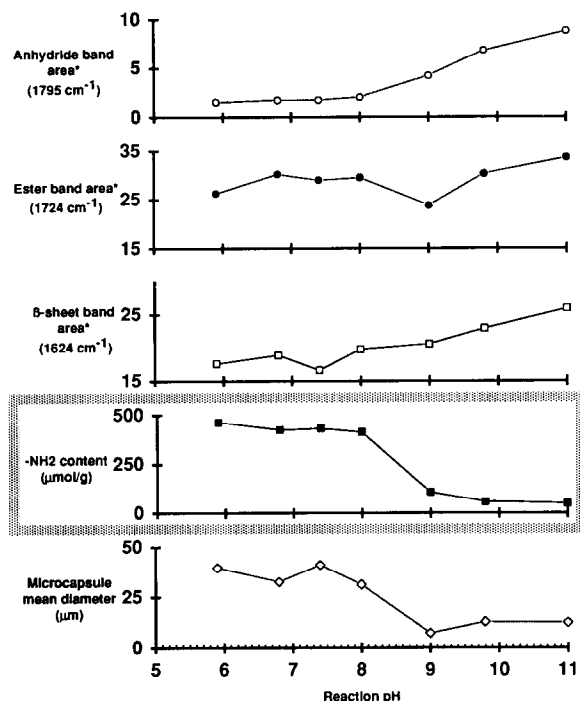 Anhydride band
area*
(1795 cm-1)
10
5
0
Ester band area*
(1724 cm-1)
35
25
15
ß-sheet band
area*
(1624 cm-1)
25
15
-NH2 content
(µmol/g)
500
250
0
Microcapsule
mean diameter
(µm)
50
25
0
5 6 7 8 9 10 11
Reaction pH